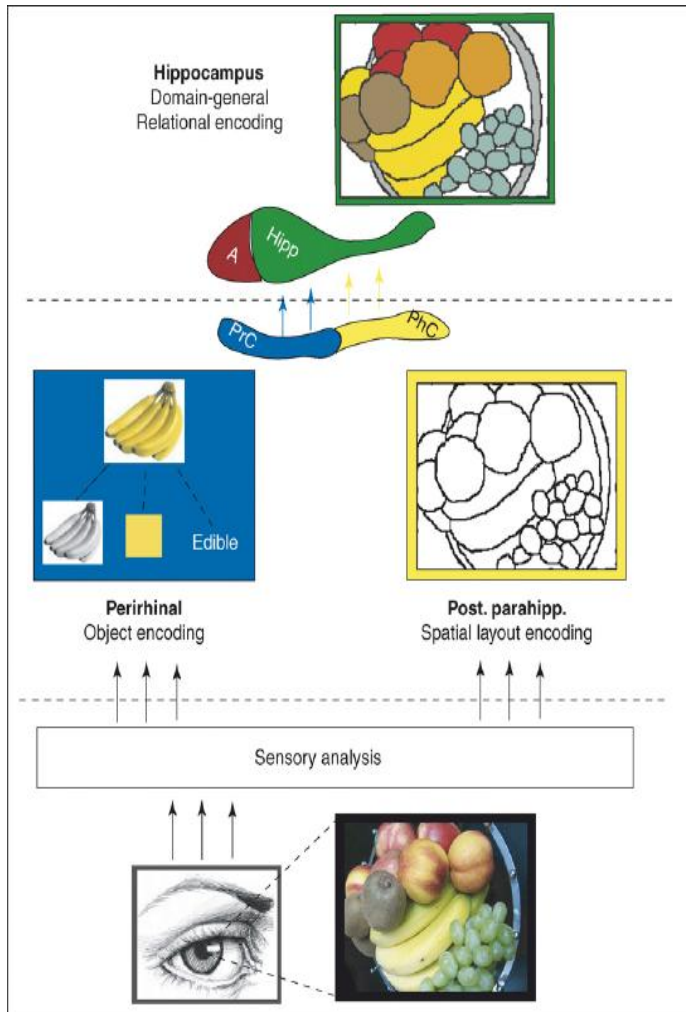 Hippocampus
Domain-general
Relational encoding
A
Hipp
PrC
PhC
Edible
Perirhinal
Object encoding
Post. parahipp.
Spatial layout encoding
Sensory analysis